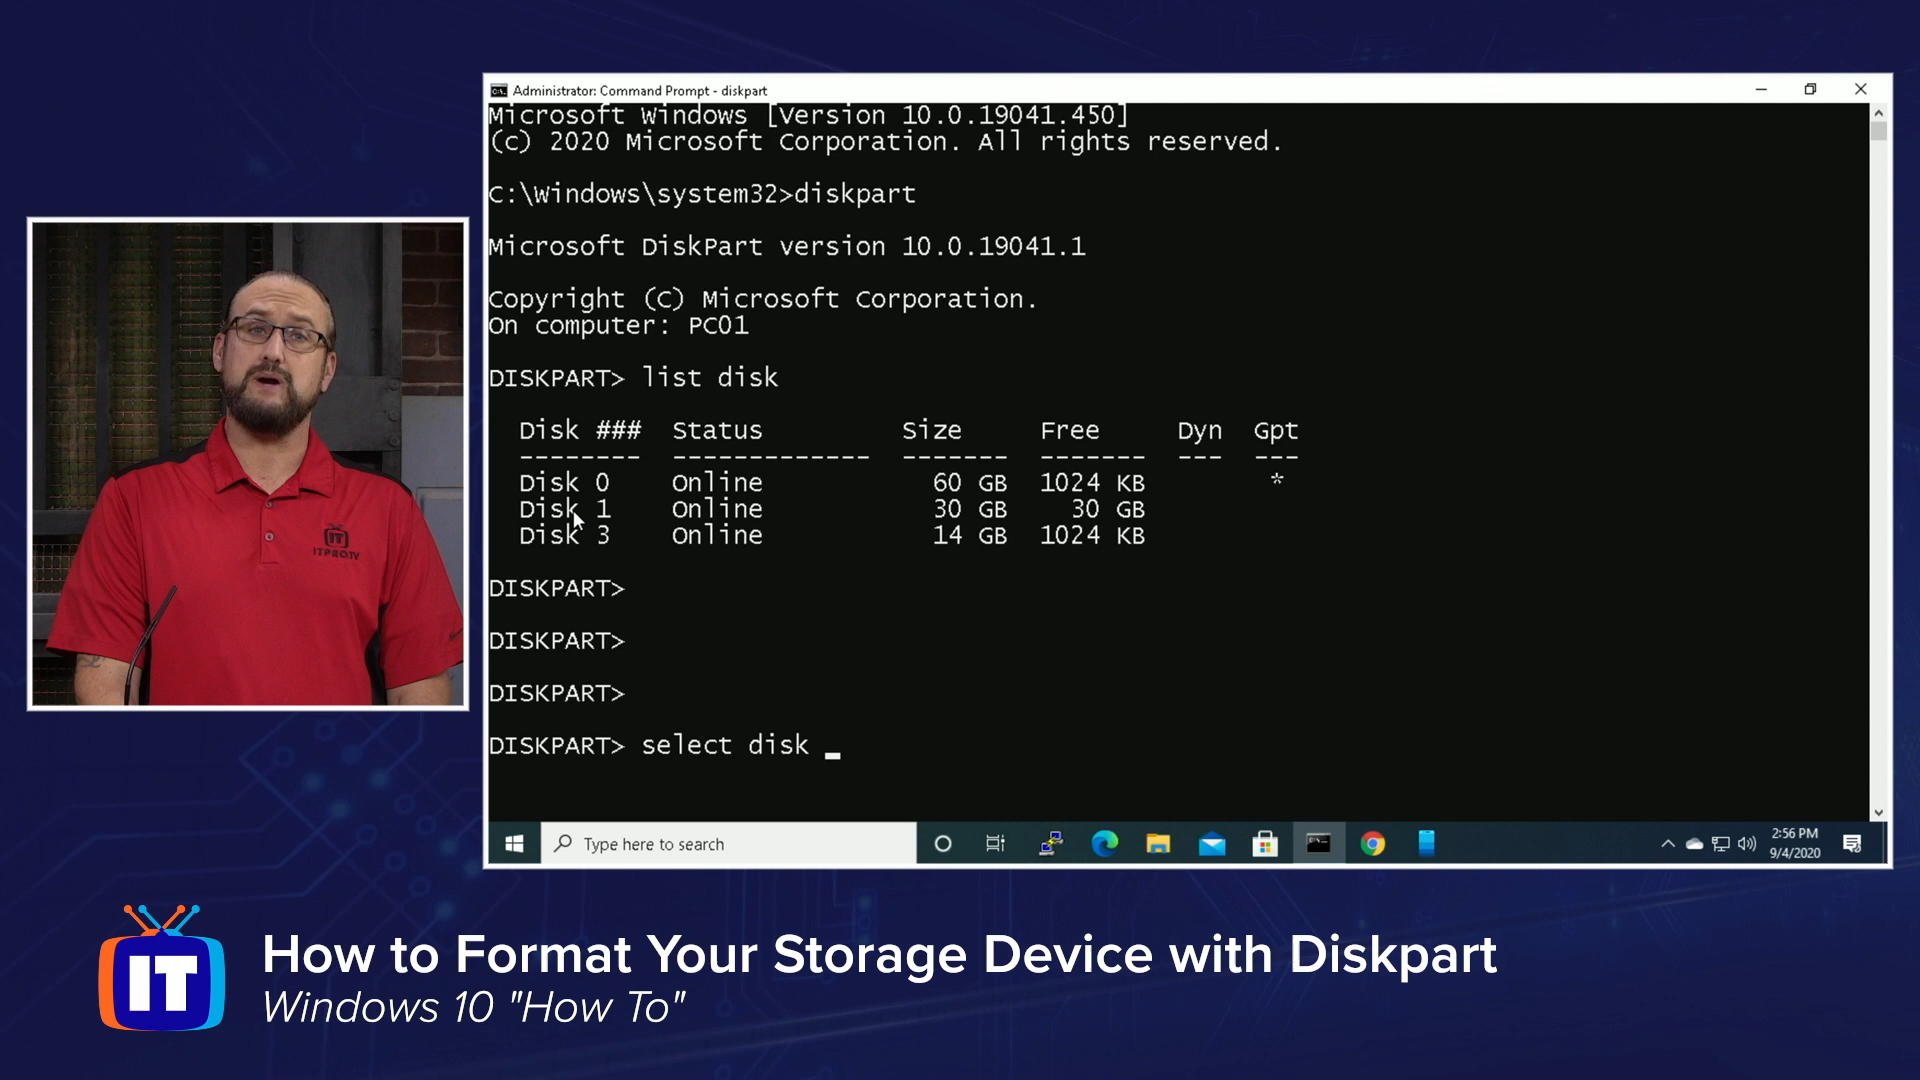 Administrator: Command Prompt - diskpart
Microsoft Windows [Version 10.0.19041.450]
(c) 2020 Microsoft Corporation. All rights reserved.
C:\Windows\system32>diskpart
Microsoft DiskPart version 10.0.19041.1
Copyright (C) Microsoft Corporation.
On computer: PC01
DISKPART> list disk
Disk ### Status Size Free Dyn Gpt
-------- ------------- ------- ------- --- ---
Disk 0 Online 60 GB 1024 KB *
Disk 1 Online 30 GB 30 GB
Disk 3 Online 14 GB 1024 KB
DISKPART>
DISKPART>
DISKPART>
DISKPART> select disk _
Type here to search
2:56 PM
9/4/2020
IT
ITPRO.TV
IT
How to Format Your Storage Device with Diskpart
Windows 10 "How To"